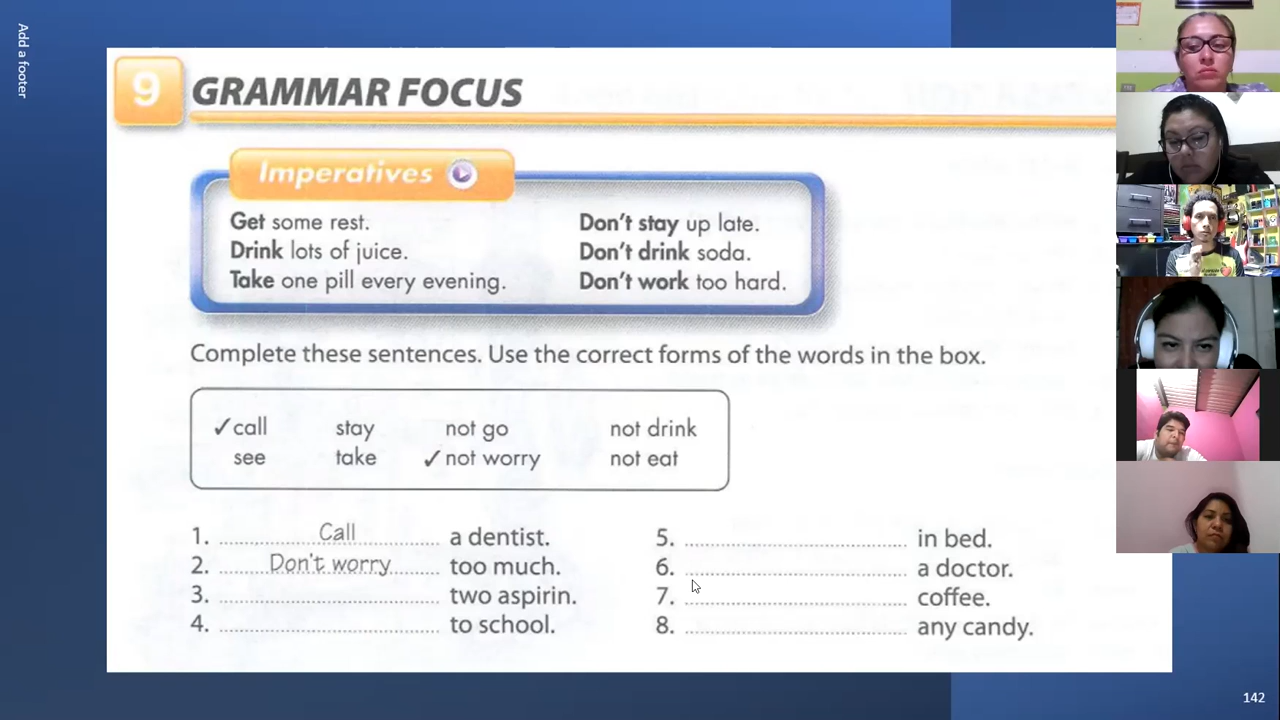 Add a footer
9 GRAMMAR FOCUS
Imperatives
Get some rest.
Drink lots of juice.
Take one pill every evening.
Don't stay up late.
Don't drink soda.
Don't work too hard.
Complete these sentences. Use the correct forms of the words in the box.
✓ call stay not go not drink
see take ✓ not worry not eat
1. Call a dentist.
2. Don't worry too much.
3. ........ two aspirin.
4. ........ to school.
5. ........ in bed.
6. ........ a doctor.
7. ........ coffee.
8. ........ any candy.
142